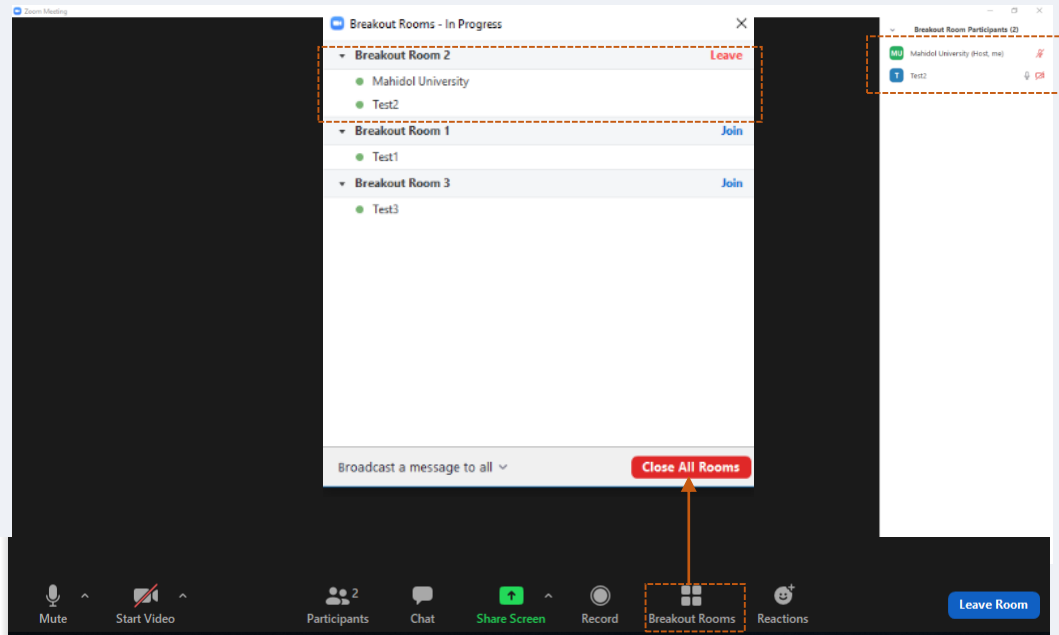 Zoom Meeting
Breakout Rooms - In Progress
Breakout Room 2 Leave
Mahidol University
Test2
Breakout Room 1 Join
Test1
Breakout Room 3 Join
Test3
Broadcast a message to all
Close All Rooms
Breakout Room Participants (2)
MU Mahidol University (Host, me)
T Test2
Mute
Start Video
2
Participants
Chat
Share Screen
Record
Breakout Rooms
Reactions
Leave Room